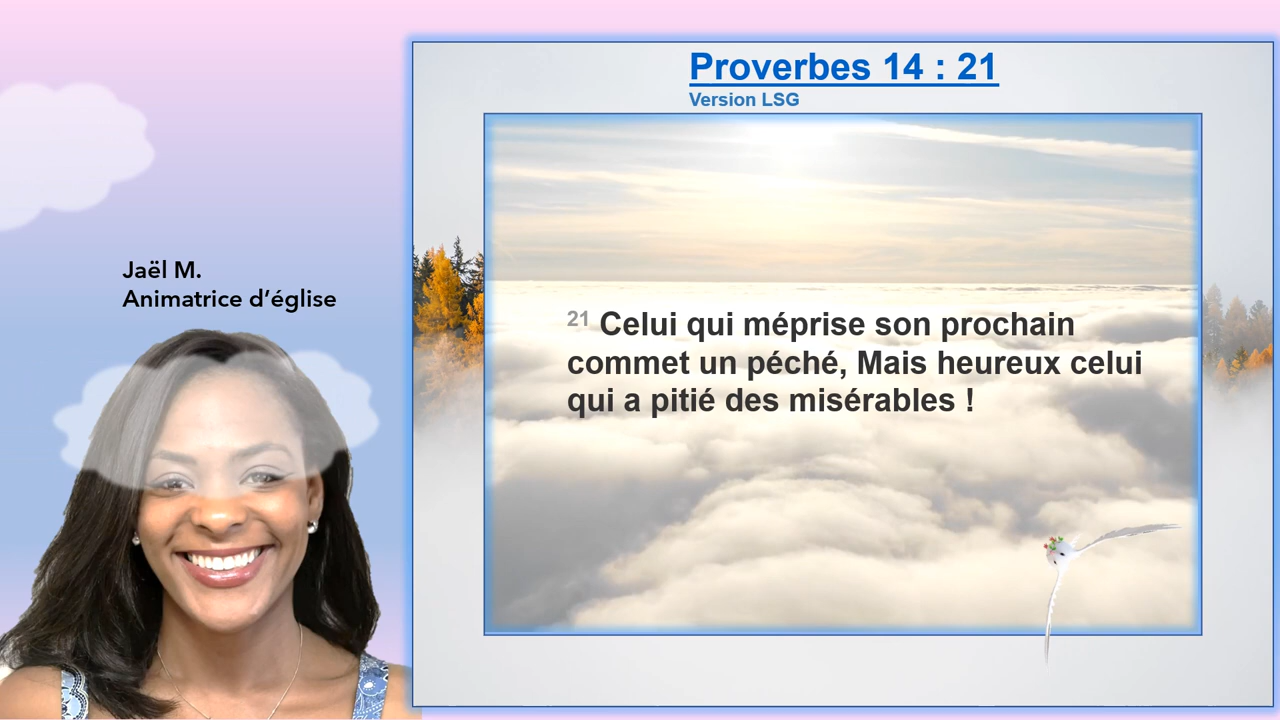 Proverbes 14 : 21
Version LSG
Jaël M.
Animatrice d’église
21 Celui qui méprise son prochain
commet un péché, Mais heureux celui
qui a pitié des misérables !